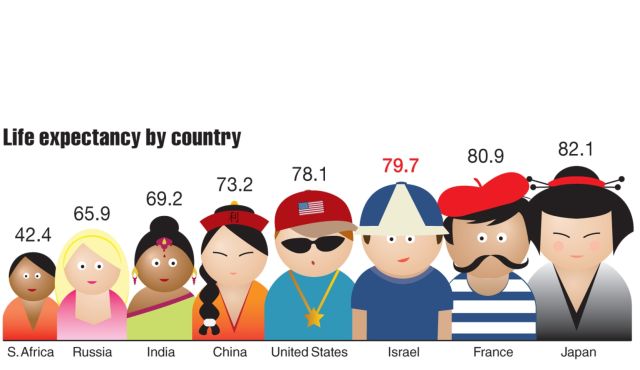 Life expectancy by country
42.4
65.9
69.2
73.2
78.1
79.7
80.9
82.1
利
S. Africa
Russia
India
China
United States
Israel
France
Japan